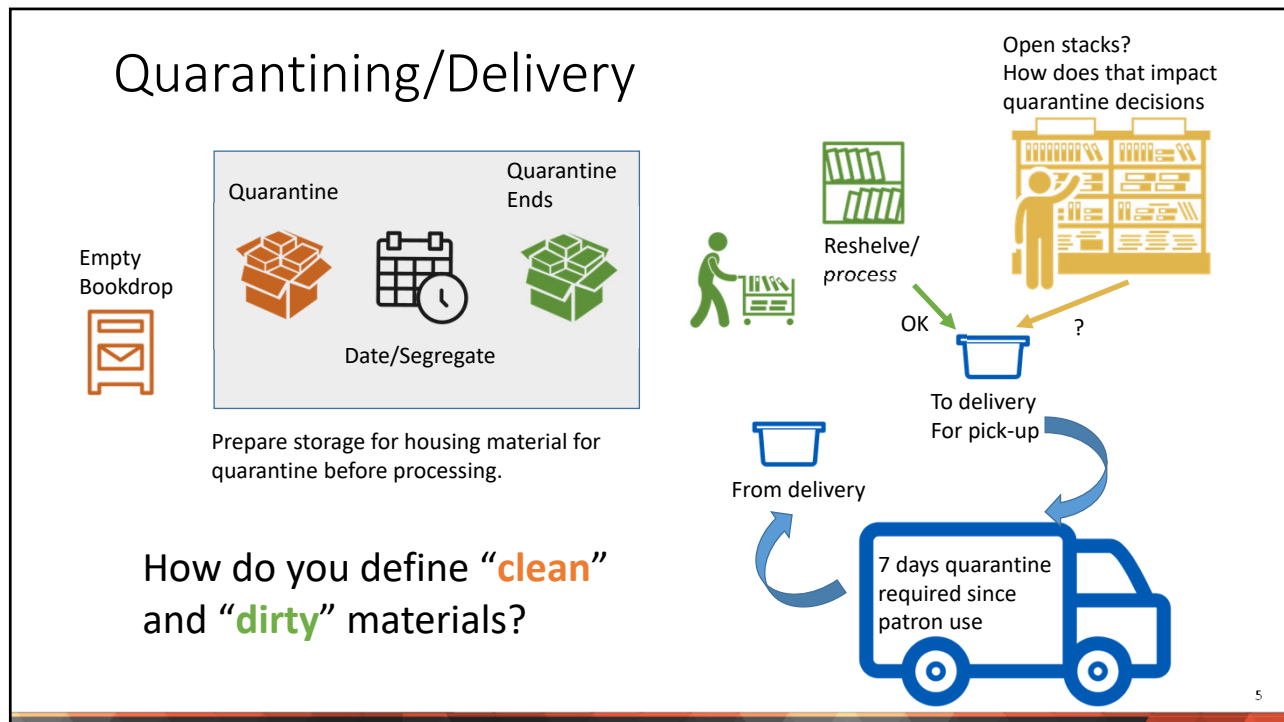 Quarantining/Delivery
Open stacks?
How does that impact
quarantine decisions
Quarantine
Quarantine
Ends
Empty
Bookdrop
Date/Segregate
Reshelve/
process
OK
?
Prepare storage for housing material for
quarantine before processing.
To delivery
For pick-up
From delivery
7 days quarantine
required since
patron use
How do you define “clean”
and “dirty” materials?
5